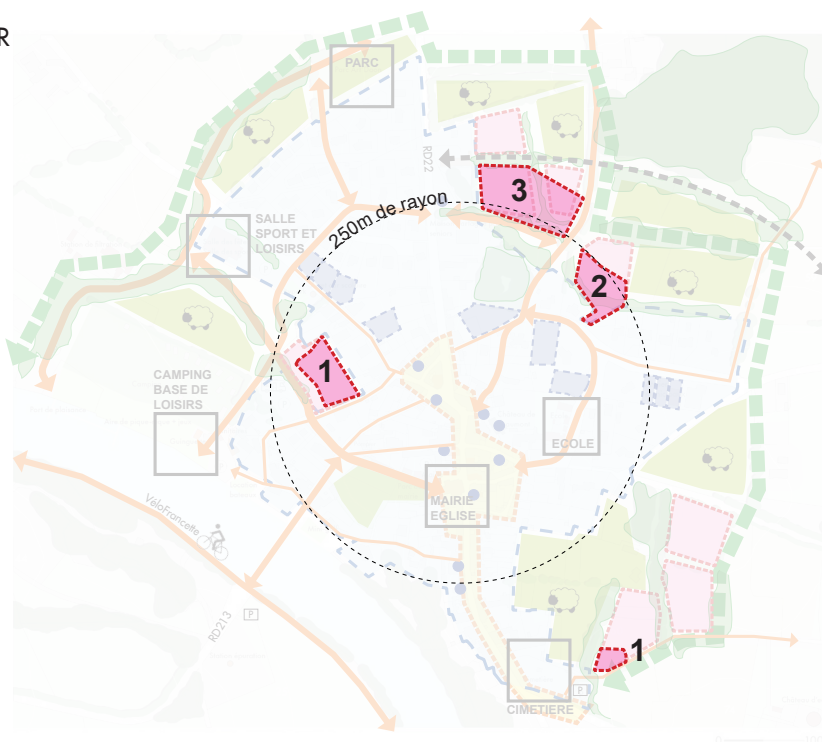 R
PARC
RD22
3
250m de rayon
SALLE
SPORT ET
LOISIRS
2
1
CAMPING
BASE DE
LOISIRS
ECOLE
MAIRIE
EGLISE
VéloFrancette
P
RD213
1
P
CIMETIERE